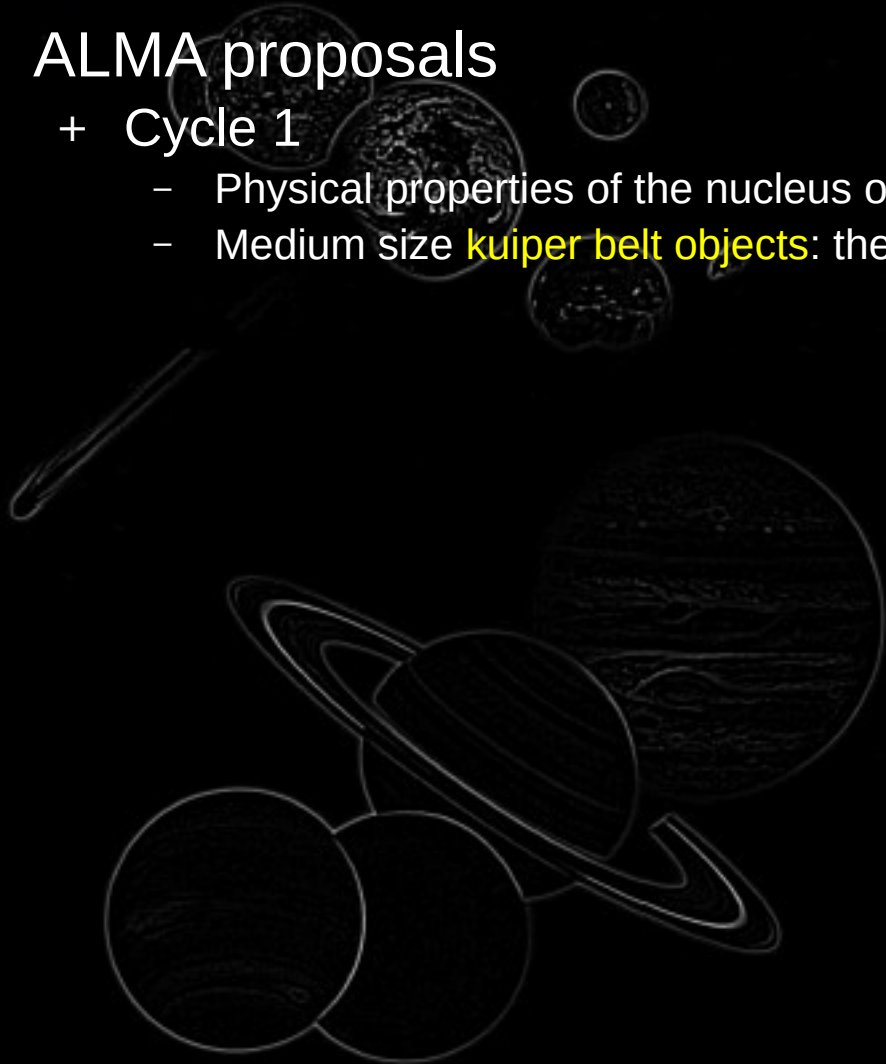 ALMA proposals
+ Cycle 1
– Physical properties of the nucleus o
– Medium size kuiper belt objects: the